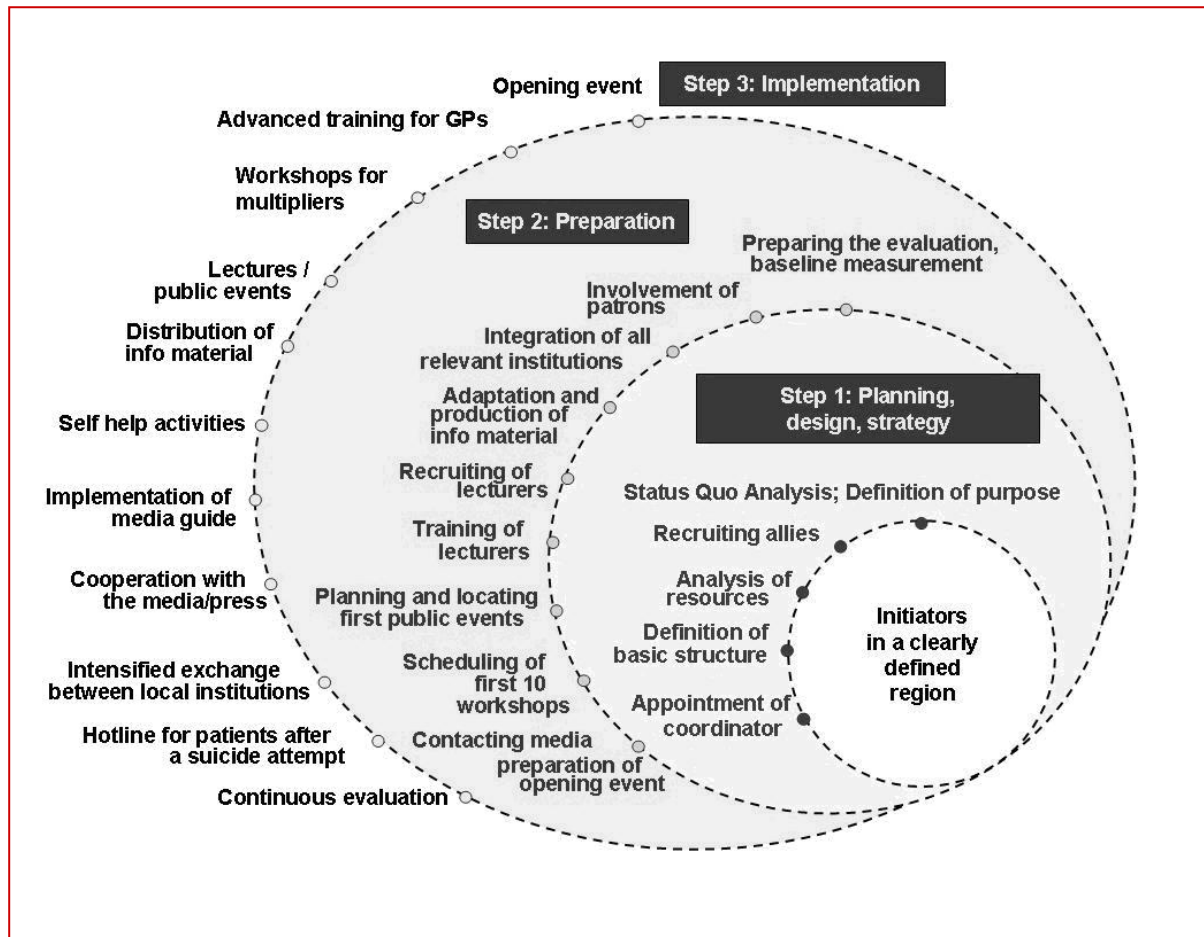 Opening event
Step 3: Implementation
Advanced training for GPs
Workshops for
multipliers
Lectures /
public events
Distribution of
info material
Self help activities
Implementation of
media guide
Cooperation with
the media/press
Intensified exchange
between local institutions
Hotline for patients after
a suicide attempt
Continuous evaluation
Step 2: Preparation
Preparing the evaluation,
baseline measurement
Involvement of
patrons
Integration of all
relevant institutions
Adaptation and
production of
info material
Recruiting of
lecturers
Training of
lecturers
Planning and locating
first public events
Scheduling of
first 10
workshops
Contacting media
preparation of
opening event
Step 1: Planning,
design, strategy
Status Quo Analysis; Definition of purpose
Recruiting allies
Analysis of
resources
Definition of
basic structure
Appointment of
coordinator
Initiators
in a clearly
defined
region